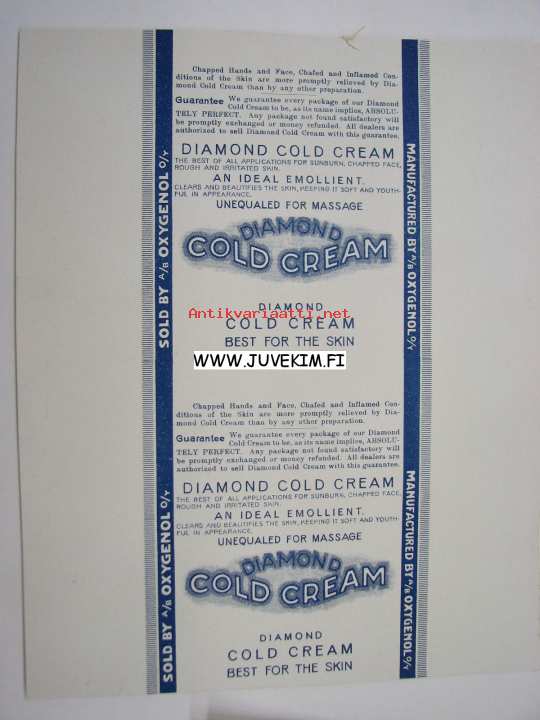 Chapped Hands and Face, Chafed and Inflamed Con-
ditions of the Skin are more promptly relieved by Dia-
mond Cold Cream than by any other preparation.
Guarantee We guarantee every package of our Diamond
Cold Cream to be, as its name implies, ABSOLU-
TELY PERFECT. Any package not found satisfactory will
be promptly exchanged or money refunded. All dealers are
authorized to sell Diamond Cold Cream with this guarantee.
DIAMOND COLD CREAM
THE BEST OF ALL APPLICATIONS FOR SUNBURN, CHAPPED FACE,
ROUGH AND IRRITATED SKIN.
AN IDEAL EMOLLIENT.
CLEARS AND BEAUTIFIES THE SKIN, KEEPING IT SOFT AND YOUTH-
FUL IN APPEARANCE.
UNEQUALED FOR MASSAGE
DIAMOND
COLD CREAM
DIAMOND
Antikvariaatti.net
COLD CREAM
BEST FOR THE SKIN
SOLD BY A/B OXYGENOL O/Y
MANUFACTURED BY A/B OXYGENOL O/Y
WWW.JUVEKIM.FI
Chapped Hands and Face, Chafed and Inflamed Con-
ditions of the Skin are more promptly relieved by Dia-
mond Cold Cream than by any other preparation.
Guarantee We guarantee every package of our Diamond
Cold Cream to be, as its name implies, ABSOLU-
TELY PERFECT. Any package not found satisfactory will
be promptly exchanged or money refunded. All dealers are
authorized to sell Diamond Cold Cream with this guarantee.
DIAMOND COLD CREAM
THE BEST OF ALL APPLICATIONS FOR SUNBURN, CHAPPED FACE,
ROUGH AND IRRITATED SKIN.
AN IDEAL EMOLLIENT.
CLEARS AND BEAUTIFIES THE SKIN, KEEPING IT SOFT AND YOUTH-
FUL IN APPEARANCE.
UNEQUALED FOR MASSAGE
DIAMOND
COLD CREAM
DIAMOND
COLD CREAM
BEST FOR THE SKIN
SOLD BY A/B OXYGENOL O/Y
MANUFACTURED BY A/B OXYGENOL O/Y